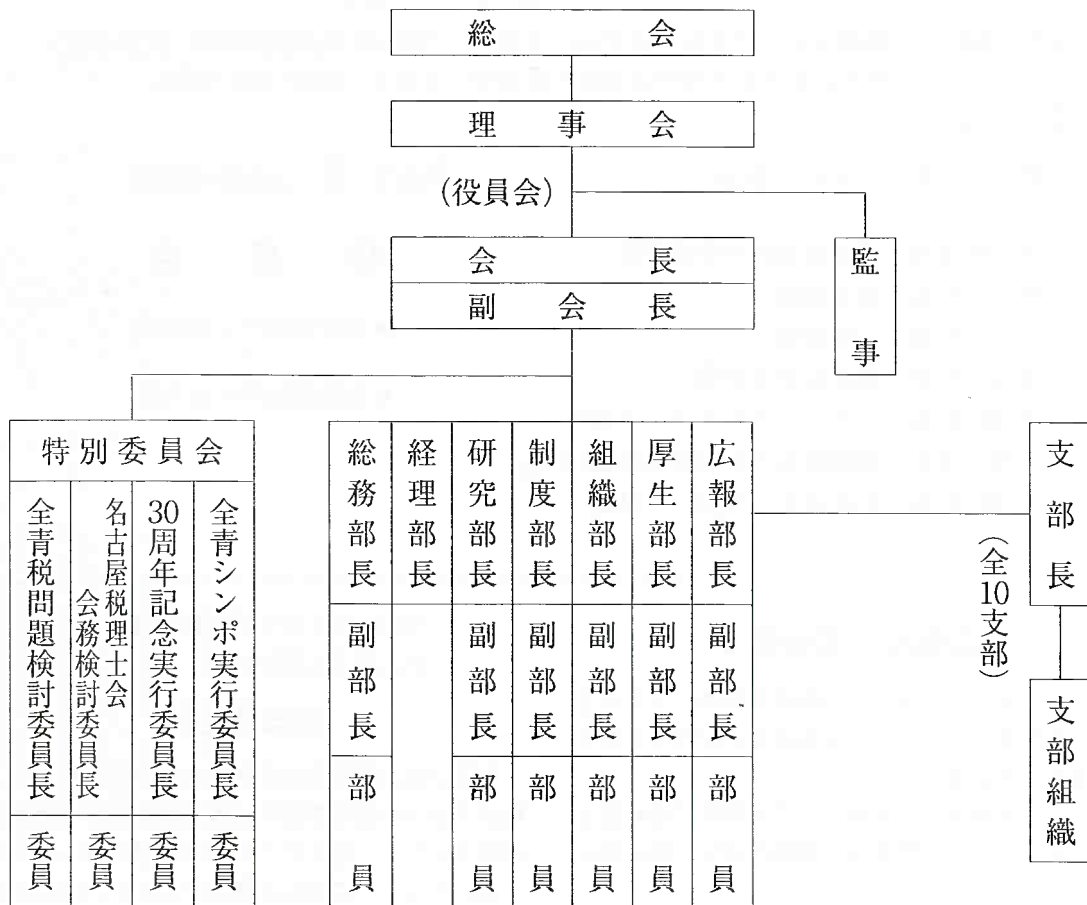 総会
理事会
(役員会)
会長
副会長
監事
特別委員会
全青税問題検討委員長
委員
名古屋税理士会
会務検討委員長
委員
30周年記念実行委員長
委員
全青シンポ実行委員長
委員
総務部長
副部長
部員
経理部長
研究部長
副部長
部員
制度部長
副部長
部員
組織部長
副部長
部員
厚生部長
副部長
部員
広報部長
副部長
部員
支部長
(全10支部)
支部組織